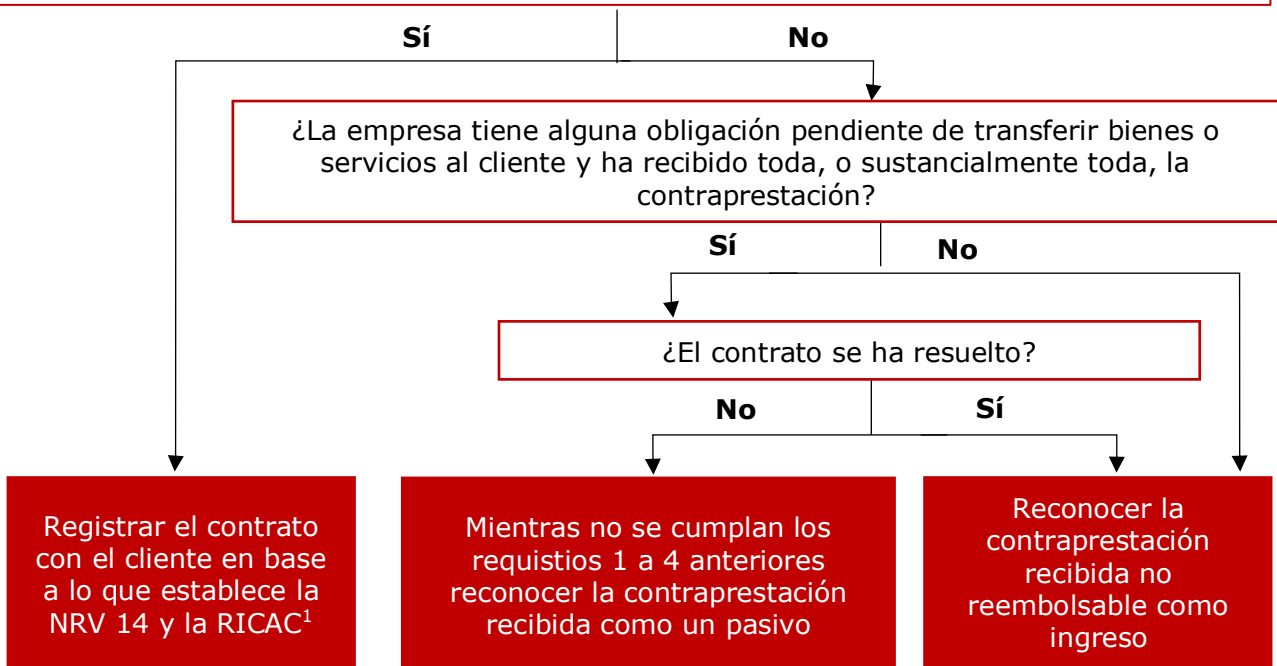 Sí No
¿La empresa tiene alguna obligación pendiente de transferir bienes o
servicios al cliente y ha recibido toda, o sustancialmente toda, la
contraprestación?
Sí No
¿El contrato se ha resuelto?
No Sí
Registrar el contrato
con el cliente en base
a lo que establece la
NRV 14 y la RICAC¹
Mientras no se cumplan los
requistios 1 a 4 anteriores
reconocer la contraprestación
recibida como un pasivo
Reconocer la
contraprestación
recibida no
reembolsable como
ingreso